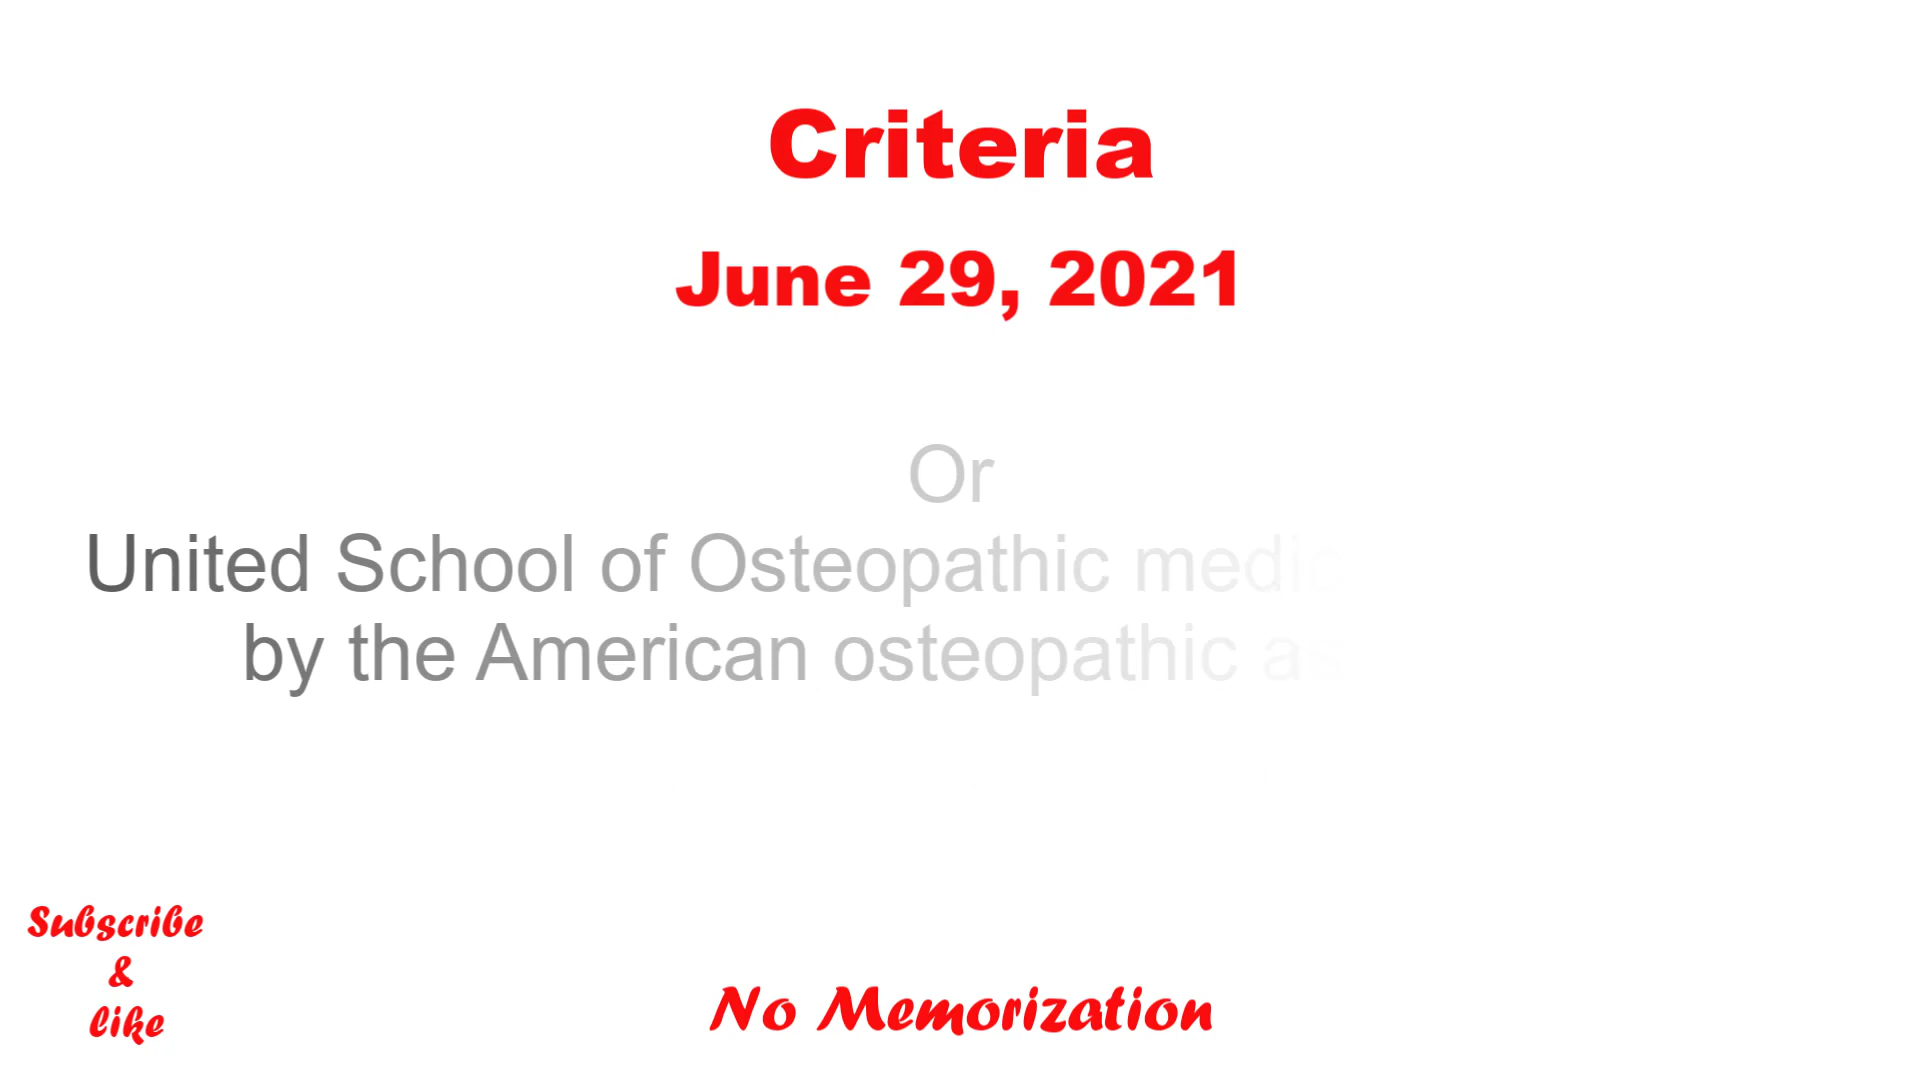 Criteria
June 29, 2021
Or
United School of Osteopathic medic
by the American osteopathic as
Subscribe
&
like
No Memorization